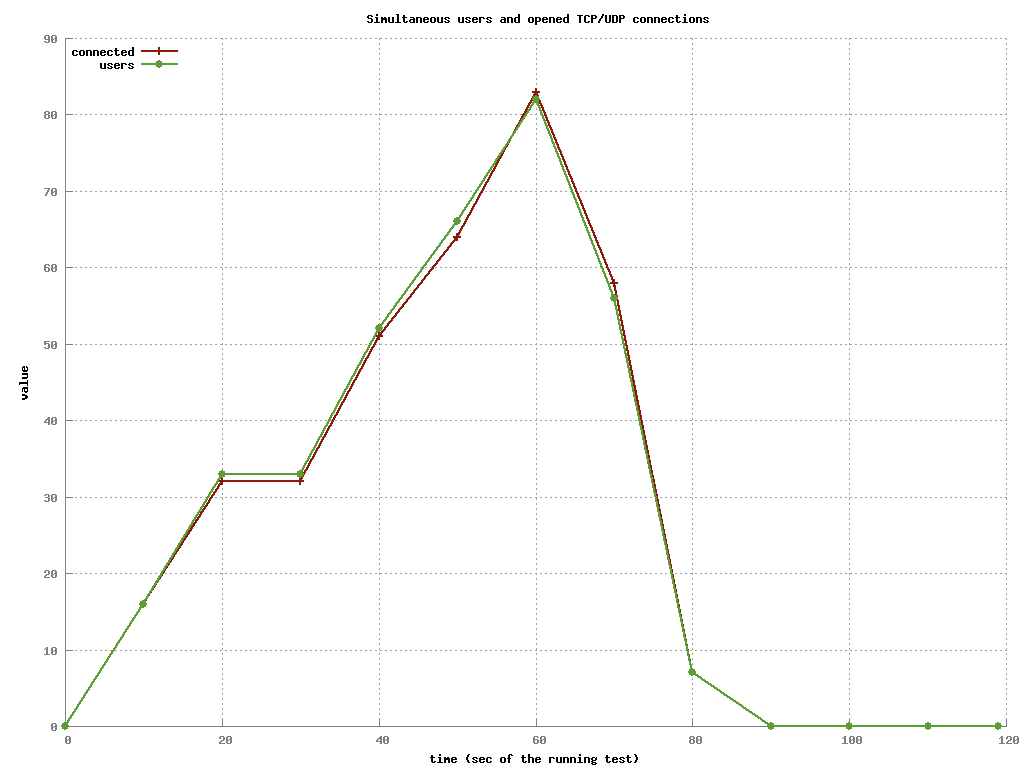 Simultaneous users and opened TCP/UDP connections
90
connected
users
80
70
60
50
value
40
30
20
10
0
0 20 40 60 80 100 120
time (sec of the running test)